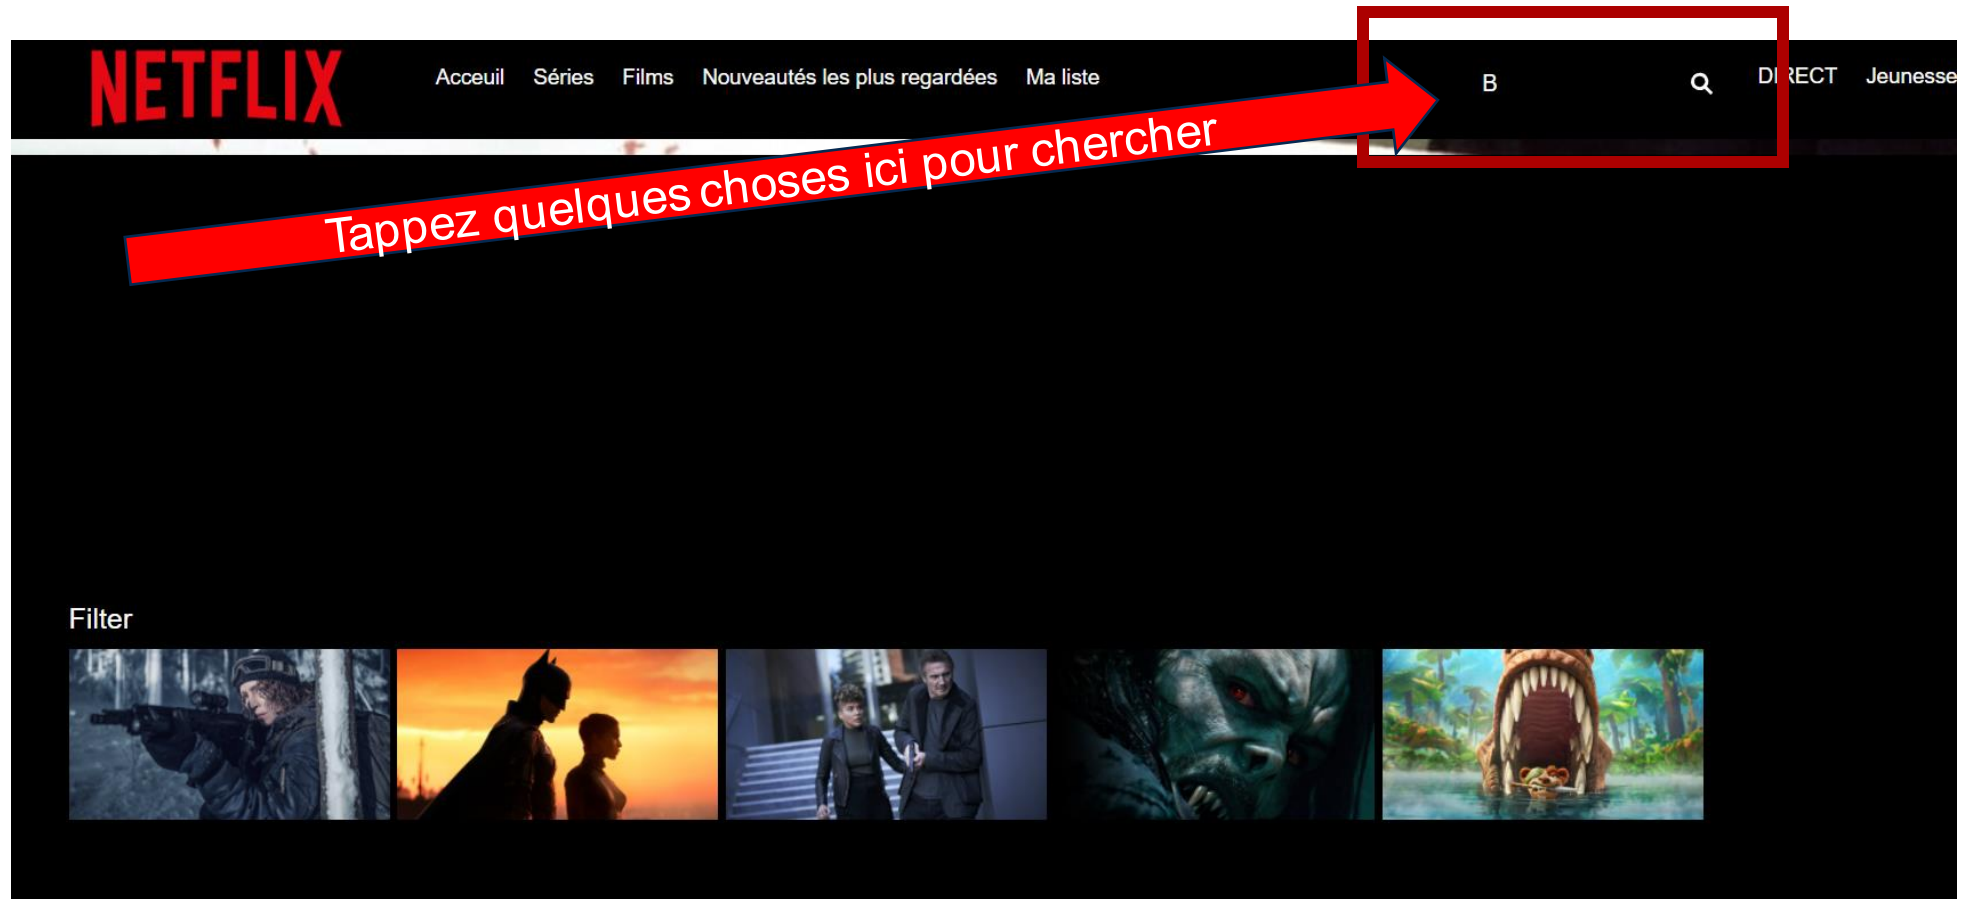 NETFLIX
Acceuil Séries Films Nouveautés les plus regardées Ma liste
B
DIRECT Jeunesse
Tappez quelques choses ici pour chercher
Filter